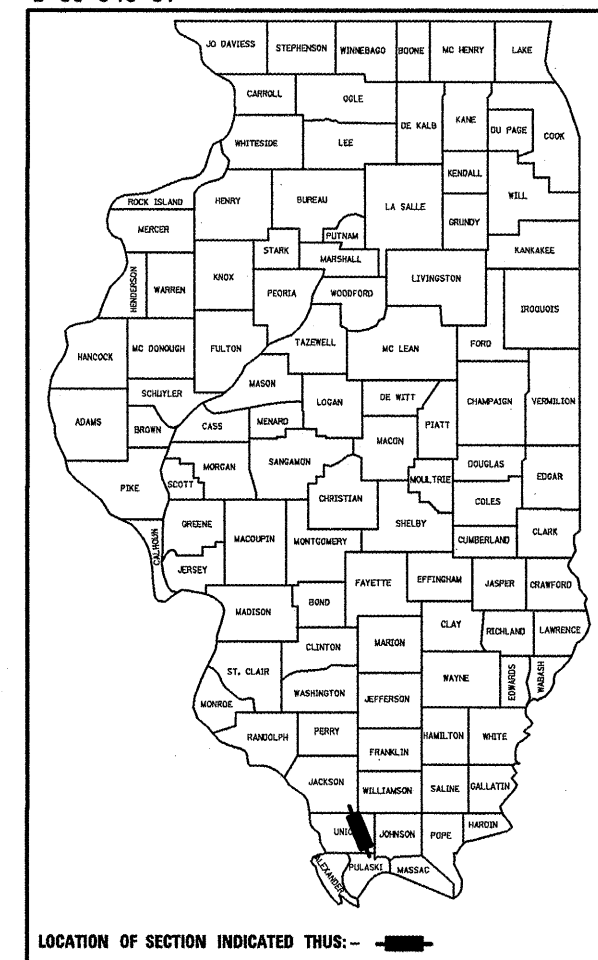 JO DAVIESS STEPHENSON WINNEBAGO BOONE MC HENRY LAKE
CARROLL OGLE DE KALB KANE DU PAGE COOK
WHITESIDE LEE
ROCK ISLAND HENRY BUREAU LA SALLE KENDALL WILL
MERCER PUTNAM GRUNDY
STARK MARSHALL KANKAKEE
HENDERSON WARREN KNOX PEORIA WOODFORD LIVINGSTON IROQUOIS
HANCOCK MC DONOUGH FULTON TAZEWELL MC LEAN FORD
MASON
SCHUYLER LOGAN DE WITT CHAMPAIGN VERMILION
ADAMS BROWN CASS MENARD PIATT
MACON
PIKE SCOTT MORGAN SANGAMON MOULTRIE DOUGLAS EDGAR
CHRISTIAN COLES
CALHOUN GREENE MACOUPIN MONTGOMERY SHELBY CUMBERLAND CLARK
JERSEY FAYETTE EFFINGHAM JASPER CRAWFORD
MADISON BOND
CLAY RICHLAND LAWRENCE
CLINTON MARION
ST. CLAIR WAYNE EDWARDS WABASH
MONROE WASHINGTON JEFFERSON
RANDOLPH PERRY HAMILTON WHITE
FRANKLIN
JACKSON WILLIAMSON SALINE GALLATIN
JOHNSON POPE HARDIN
ALEXANDER PULASKI MASSAC
LOCATION OF SECTION INDICATED THUS: -